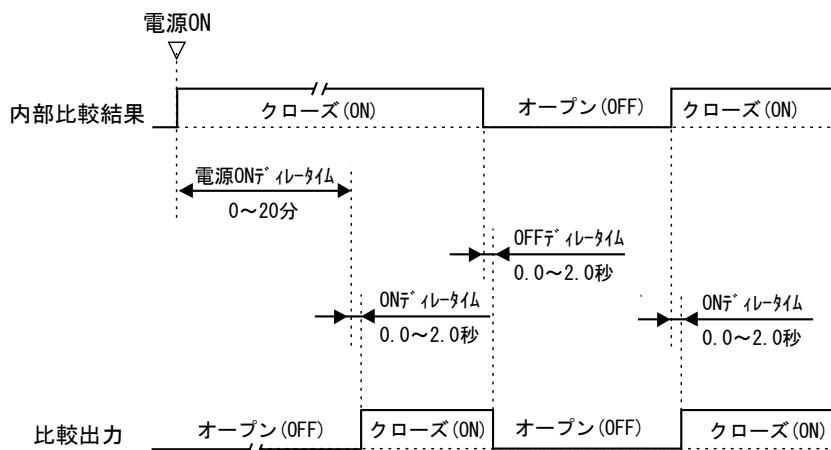 電源ON
内部比較結果
クローズ(ON)
オープン(OFF)
クローズ(ON)
電源ONディレータイム
0～20分
OFFディレータイム
0.0～2.0秒
ONディレータイム
0.0～2.0秒
ONディレータイム
0.0～2.0秒
比較出力
オープン(OFF)
クローズ(ON)
オープン(OFF)
クローズ(ON)